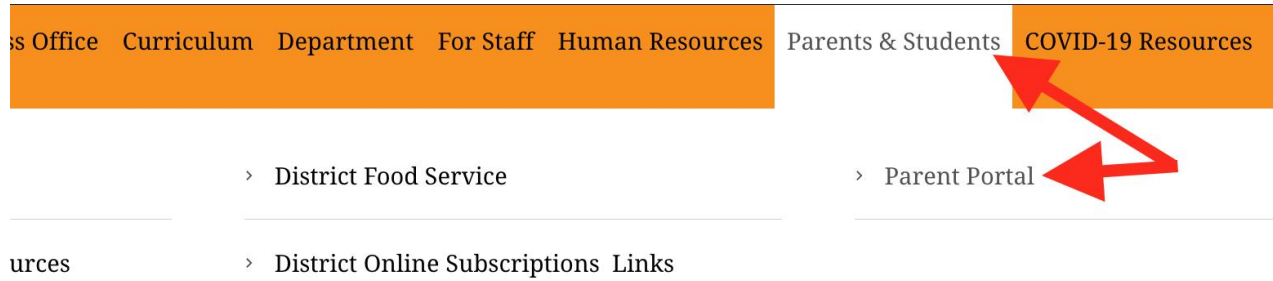 ss Office Curriculum Department For Staff Human Resources Parents & Students COVID-19 Resources
> District Food Service > Parent Portal
urces > District Online Subscriptions Links